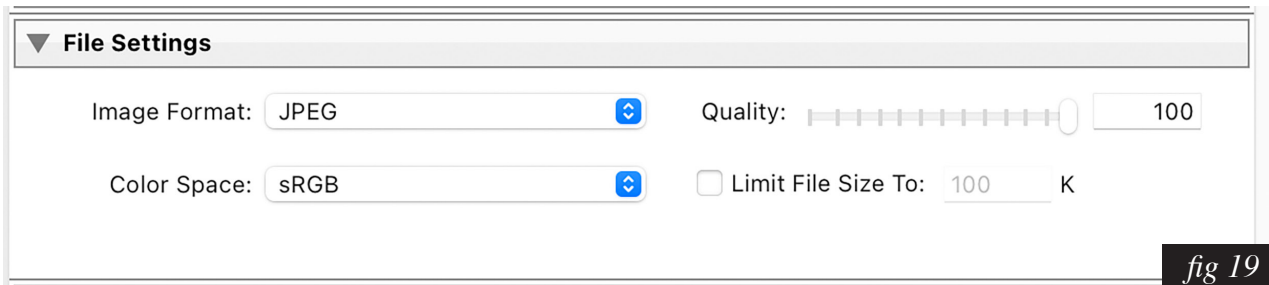 File Settings
Image Format: JPEG Quality: 100
Color Space: sRGB Limit File Size To: 100 K
fig 19